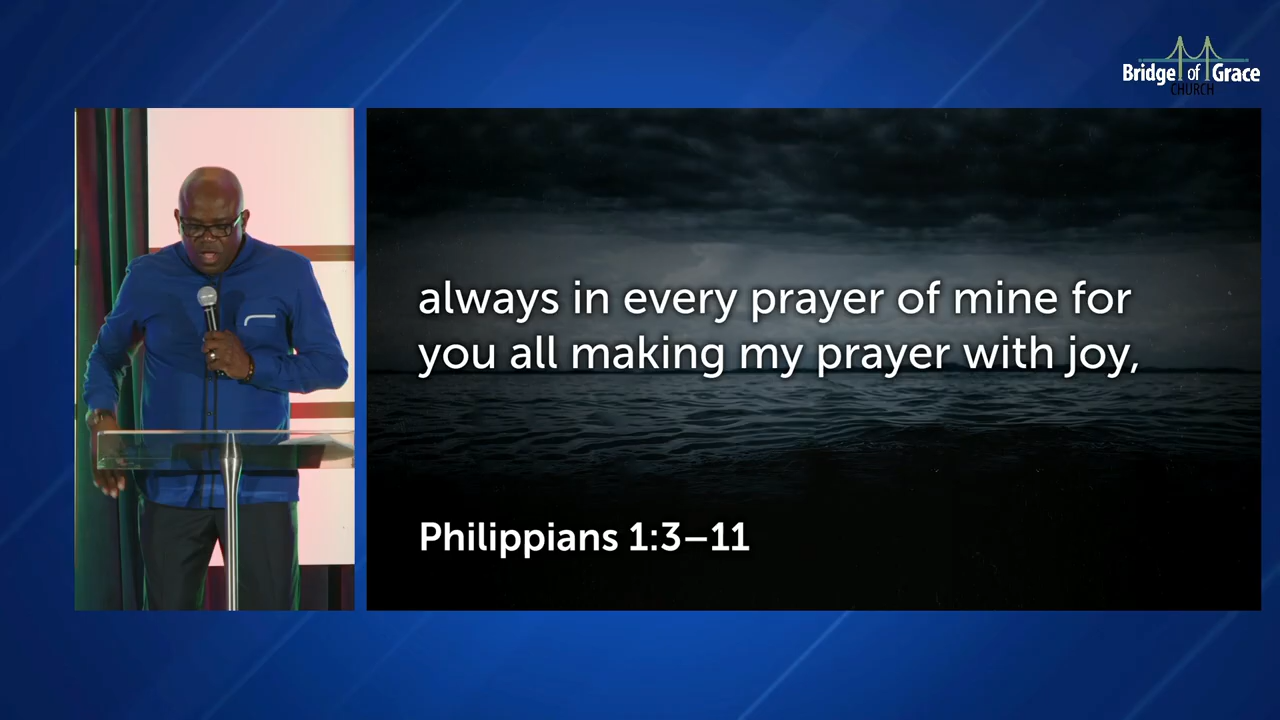 Bridge of Grace
CHURCH
always in every prayer of mine for
you all making my prayer with joy,
Philippians 1:3–11